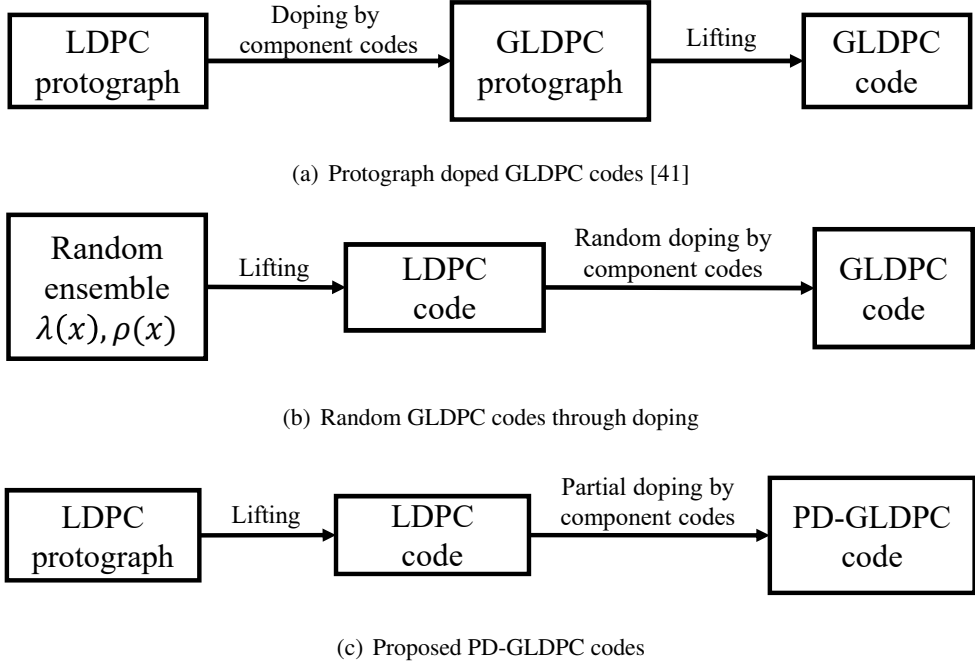 LDPC
protograph
Doping by
component codes
GLDPC
protograph
Lifting
GLDPC
code
(a) Protograph doped GLDPC codes [41]
Random
ensemble
λ(x), ρ(x)
Lifting
LDPC
code
Random doping by
component codes
GLDPC
code
(b) Random GLDPC codes through doping
LDPC
protograph
Lifting
LDPC
code
Partial doping by
component codes
PD-GLDPC
code
(c) Proposed PD-GLDPC codes